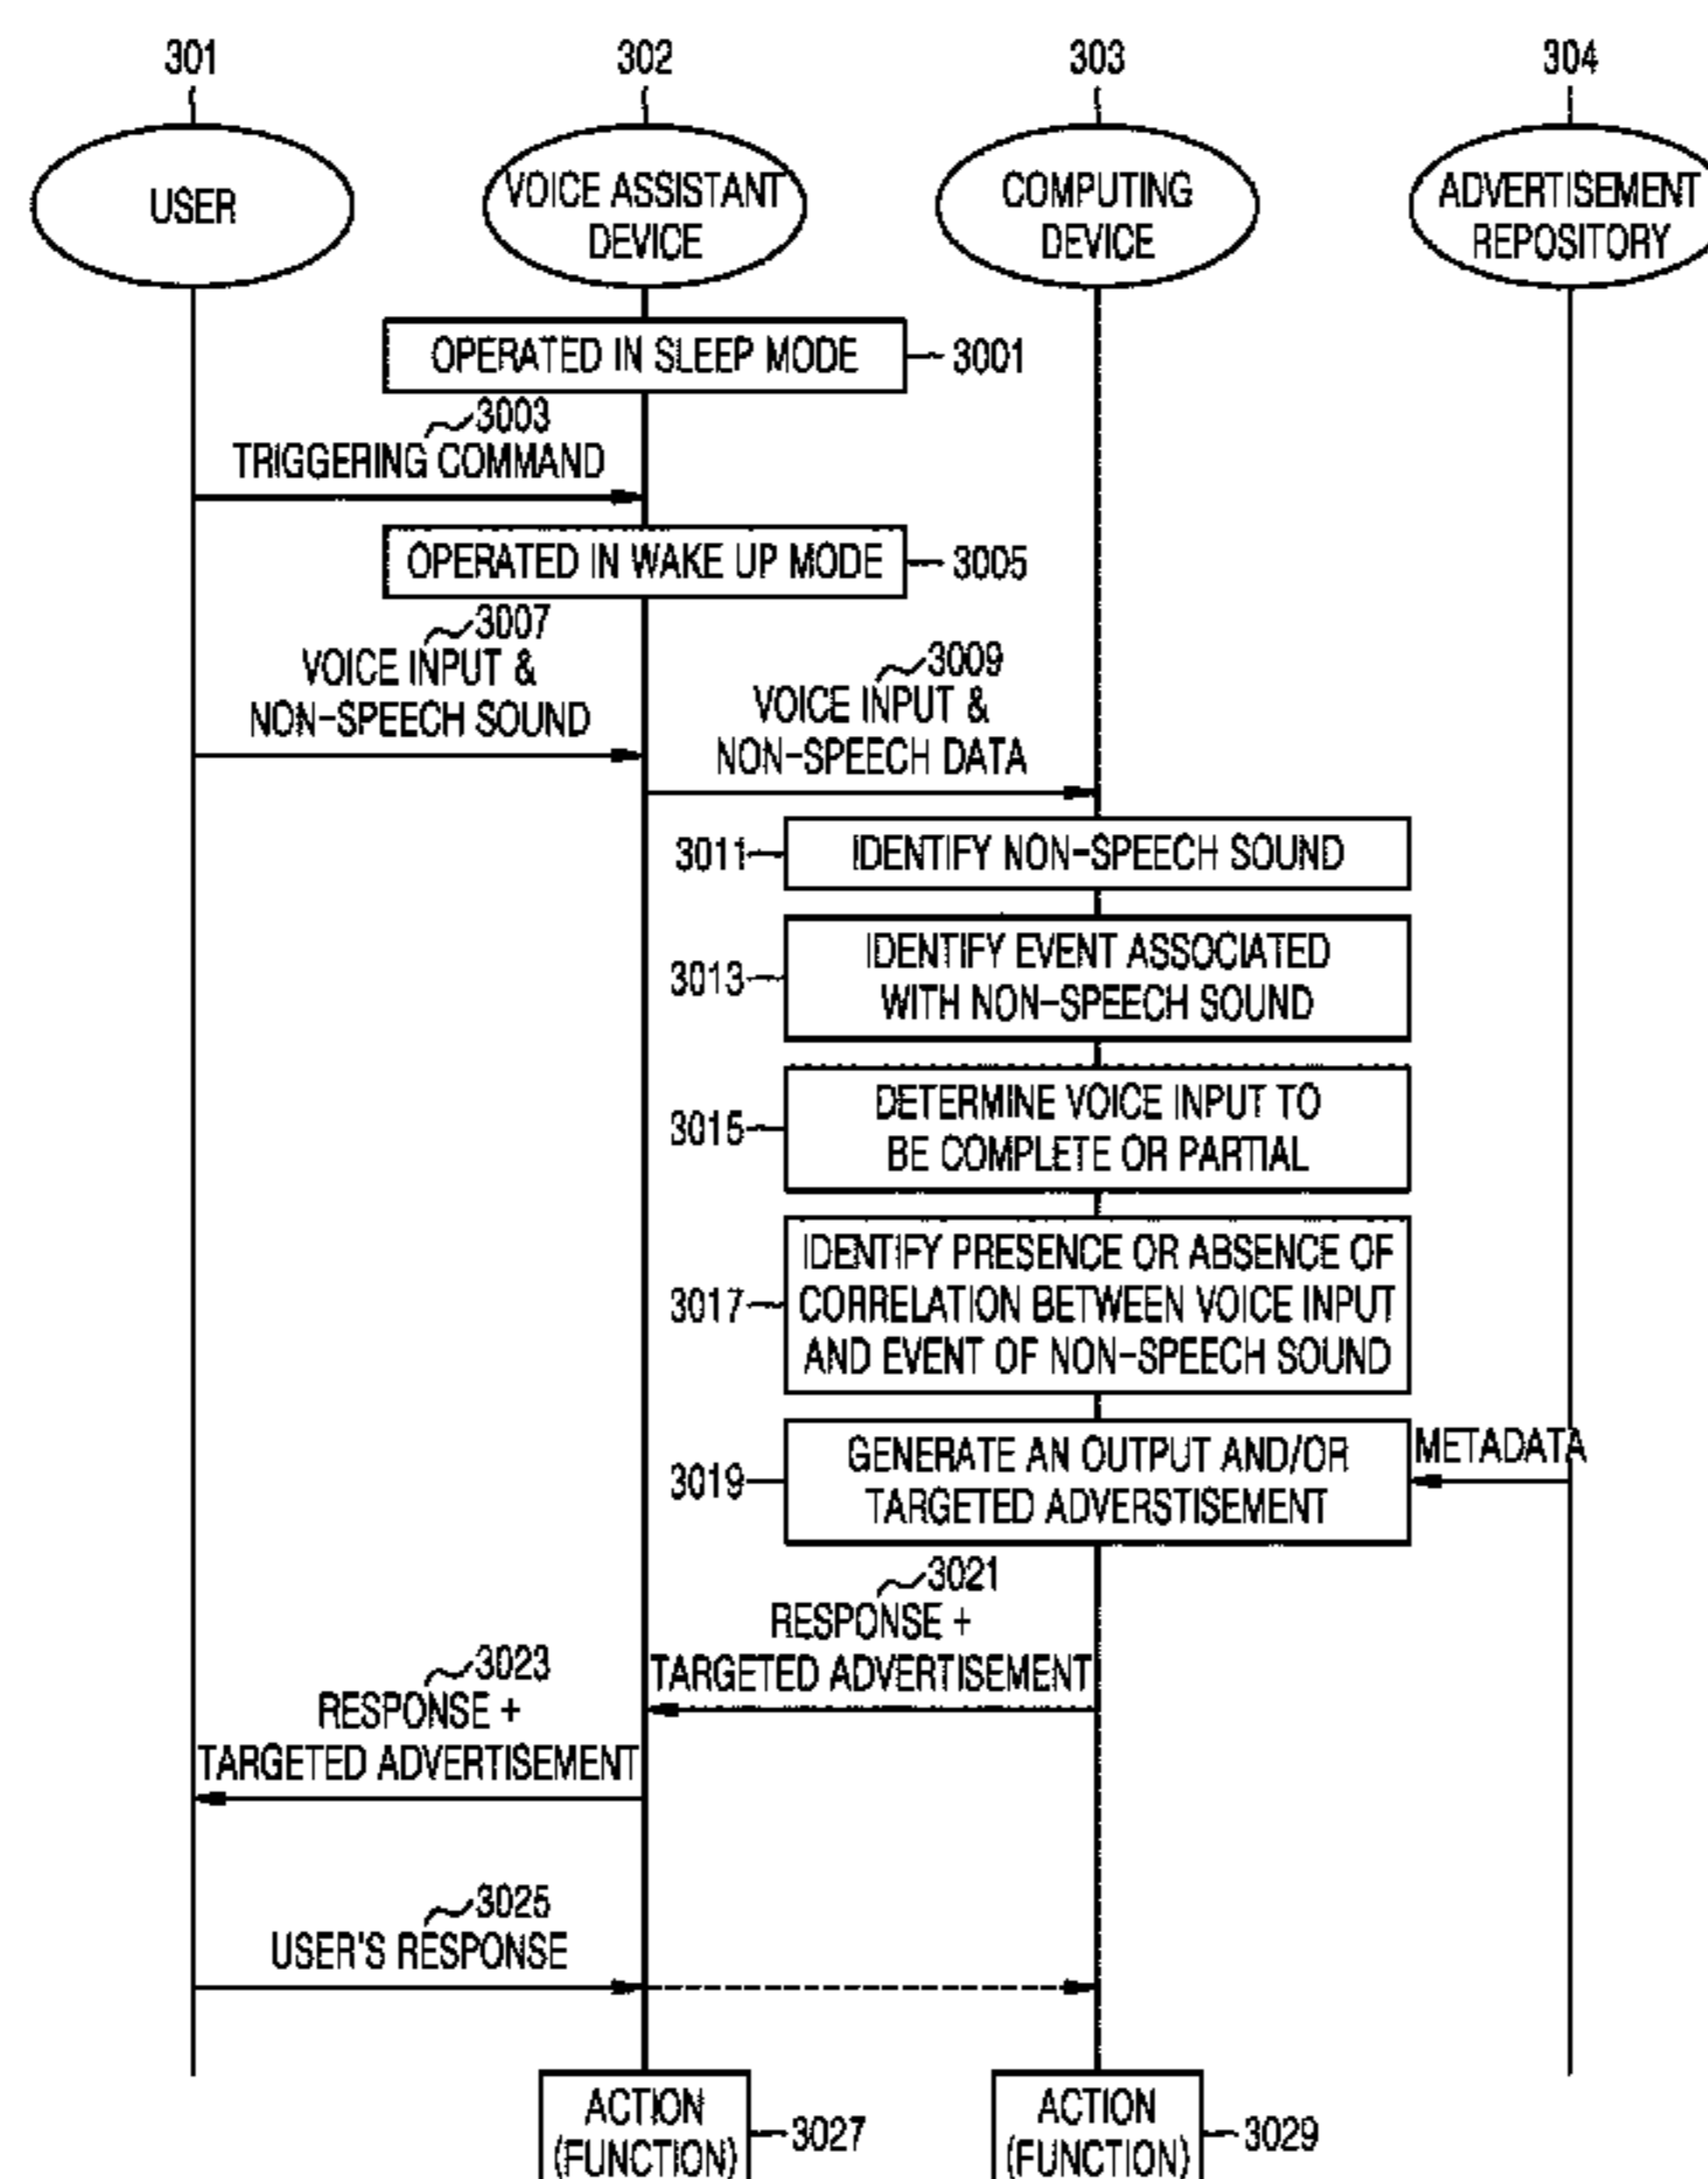 301
302
303
304
USER
VOICE ASSISTANT
DEVICE
COMPUTING
DEVICE
ADVERTISEMENT
REPOSITORY
OPERATED IN SLEEP MODE
3001
3003
TRIGGERING COMMAND
OPERATED IN WAKE UP MODE
3005
3007
VOICE INPUT &
NON-SPEECH SOUND
3009
VOICE INPUT &
NON-SPEECH DATA
3011
IDENTIFY NON-SPEECH SOUND
3013
IDENTIFY EVENT ASSOCIATED
WITH NON-SPEECH SOUND
3015
DETERMINE VOICE INPUT TO
BE COMPLETE OR PARTIAL
3017
IDENTIFY PRESENCE OR ABSENCE OF
CORRELATION BETWEEN VOICE INPUT
AND EVENT OF NON-SPEECH SOUND
3019
GENERATE AN OUTPUT AND/OR
TARGETED ADVERSTISEMENT
METADATA
3021
RESPONSE +
TARGETED ADVERTISEMENT
3023
RESPONSE +
TARGETED ADVERTISEMENT
3025
USER'S RESPONSE
ACTION
(FUNCTION)
3027
ACTION
(FUNCTION)
3029